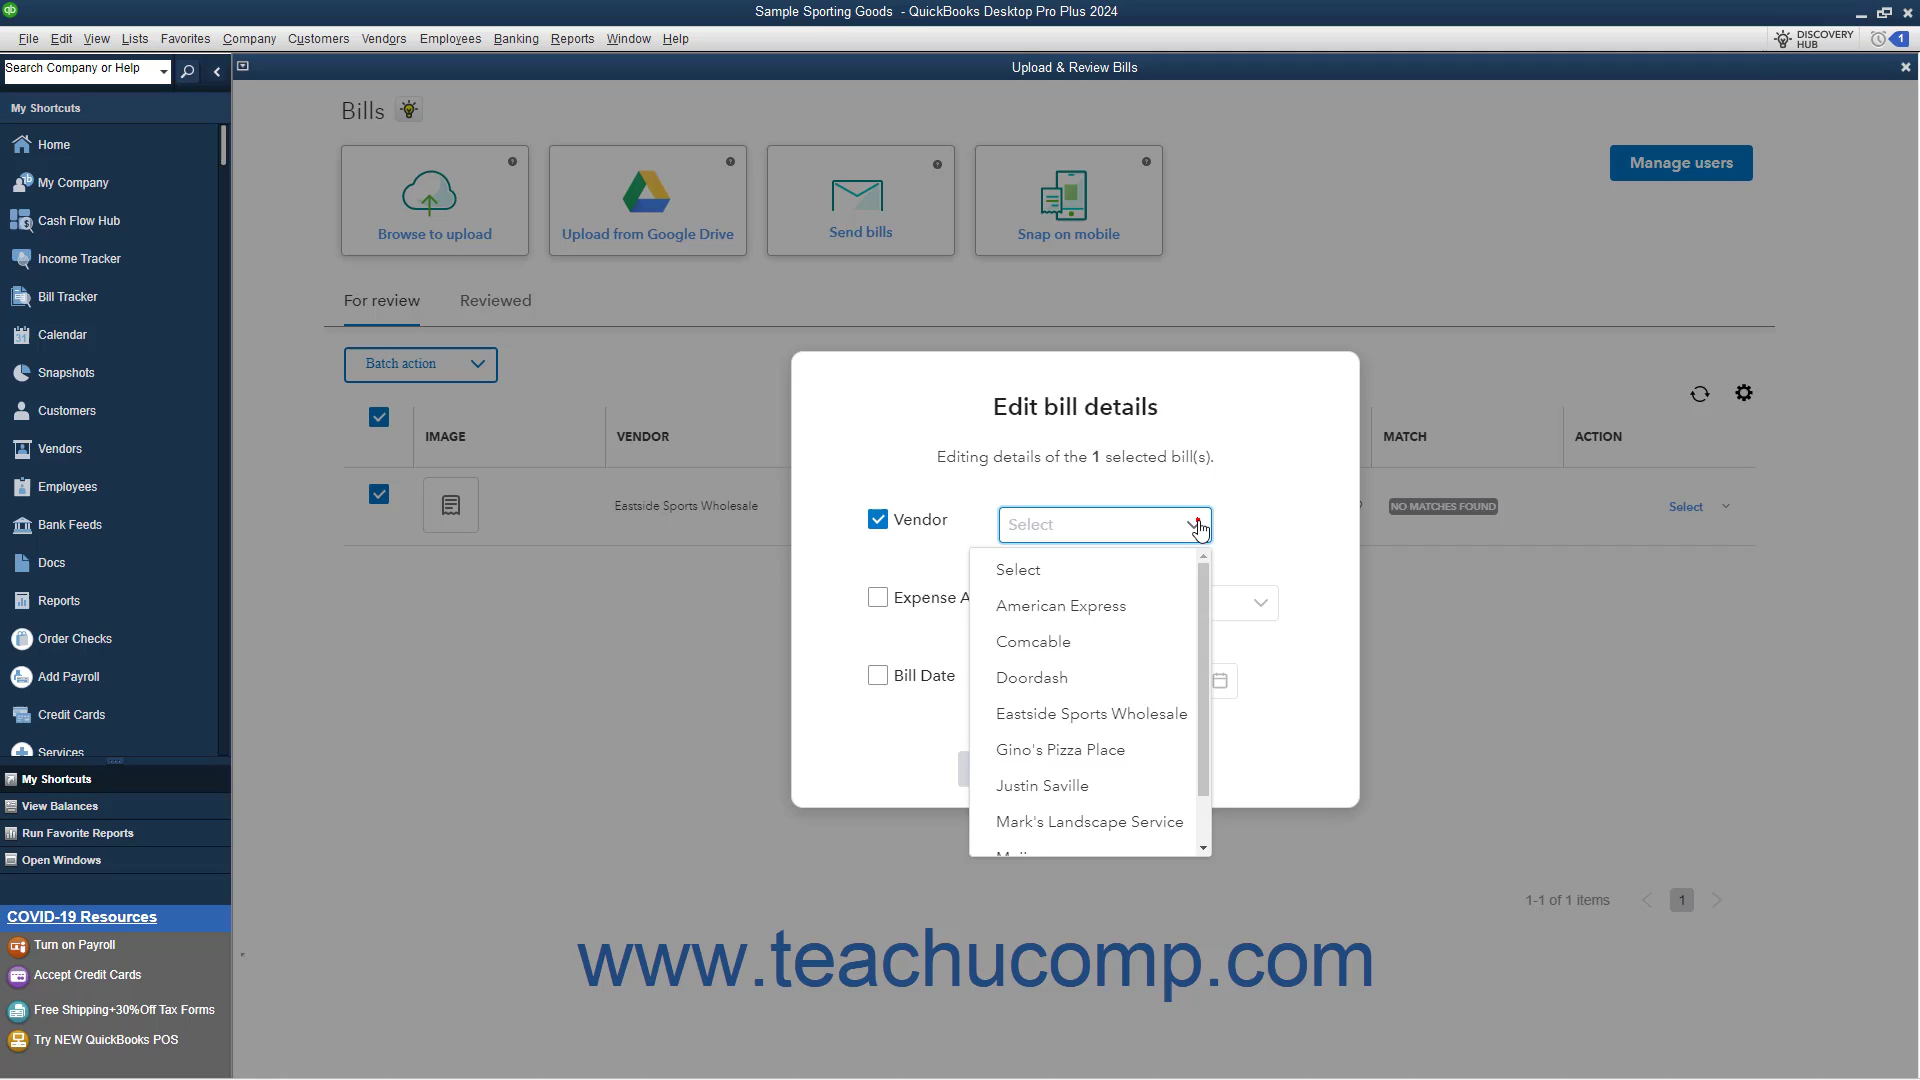 Sample Sporting Goods - QuickBooks Desktop Pro Plus 2024
File Edit View Lists Favorites Company Customers Vendors Employees Banking Reports Window Help
DISCOVERY HUB
1
Search Company or Help
Upload & Review Bills
My Shortcuts
Home
My Company
Cash Flow Hub
Income Tracker
Bill Tracker
Calendar
Snapshots
Customers
Vendors
Employees
Bank Feeds
Docs
Reports
Order Checks
Add Payroll
Credit Cards
Services
My Shortcuts
View Balances
Run Favorite Reports
Open Windows
COVID-19 Resources
Turn on Payroll
Accept Credit Cards
Free Shipping+30%Off Tax Forms
Try NEW QuickBooks POS
Bills
Browse to upload
Upload from Google Drive
Send bills
Snap on mobile
Manage users
For review Reviewed
Batch action
IMAGE VENDOR MATCH ACTION
Eastside Sports Wholesale NO MATCHES FOUND Select
Edit bill details
Editing details of the 1 selected bill(s).
Vendor Select
Expense A
Bill Date
Select
American Express
Comcable
Doordash
Eastside Sports Wholesale
Gino's Pizza Place
Justin Saville
Mark's Landscape Service
1-1 of 1 items 1
www.teachucomp.com